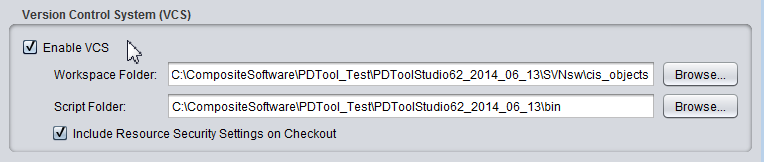 Version Control System (VCS)
Enable VCS
Workspace Folder: C:\CompositeSoftware\PDTool_Test\PDToolStudio62_2014_06_13\SVNsw\cis_objects Browse...
Script Folder: C:\CompositeSoftware\PDTool_Test\PDToolStudio62_2014_06_13\bin Browse...
Include Resource Security Settings on Checkout